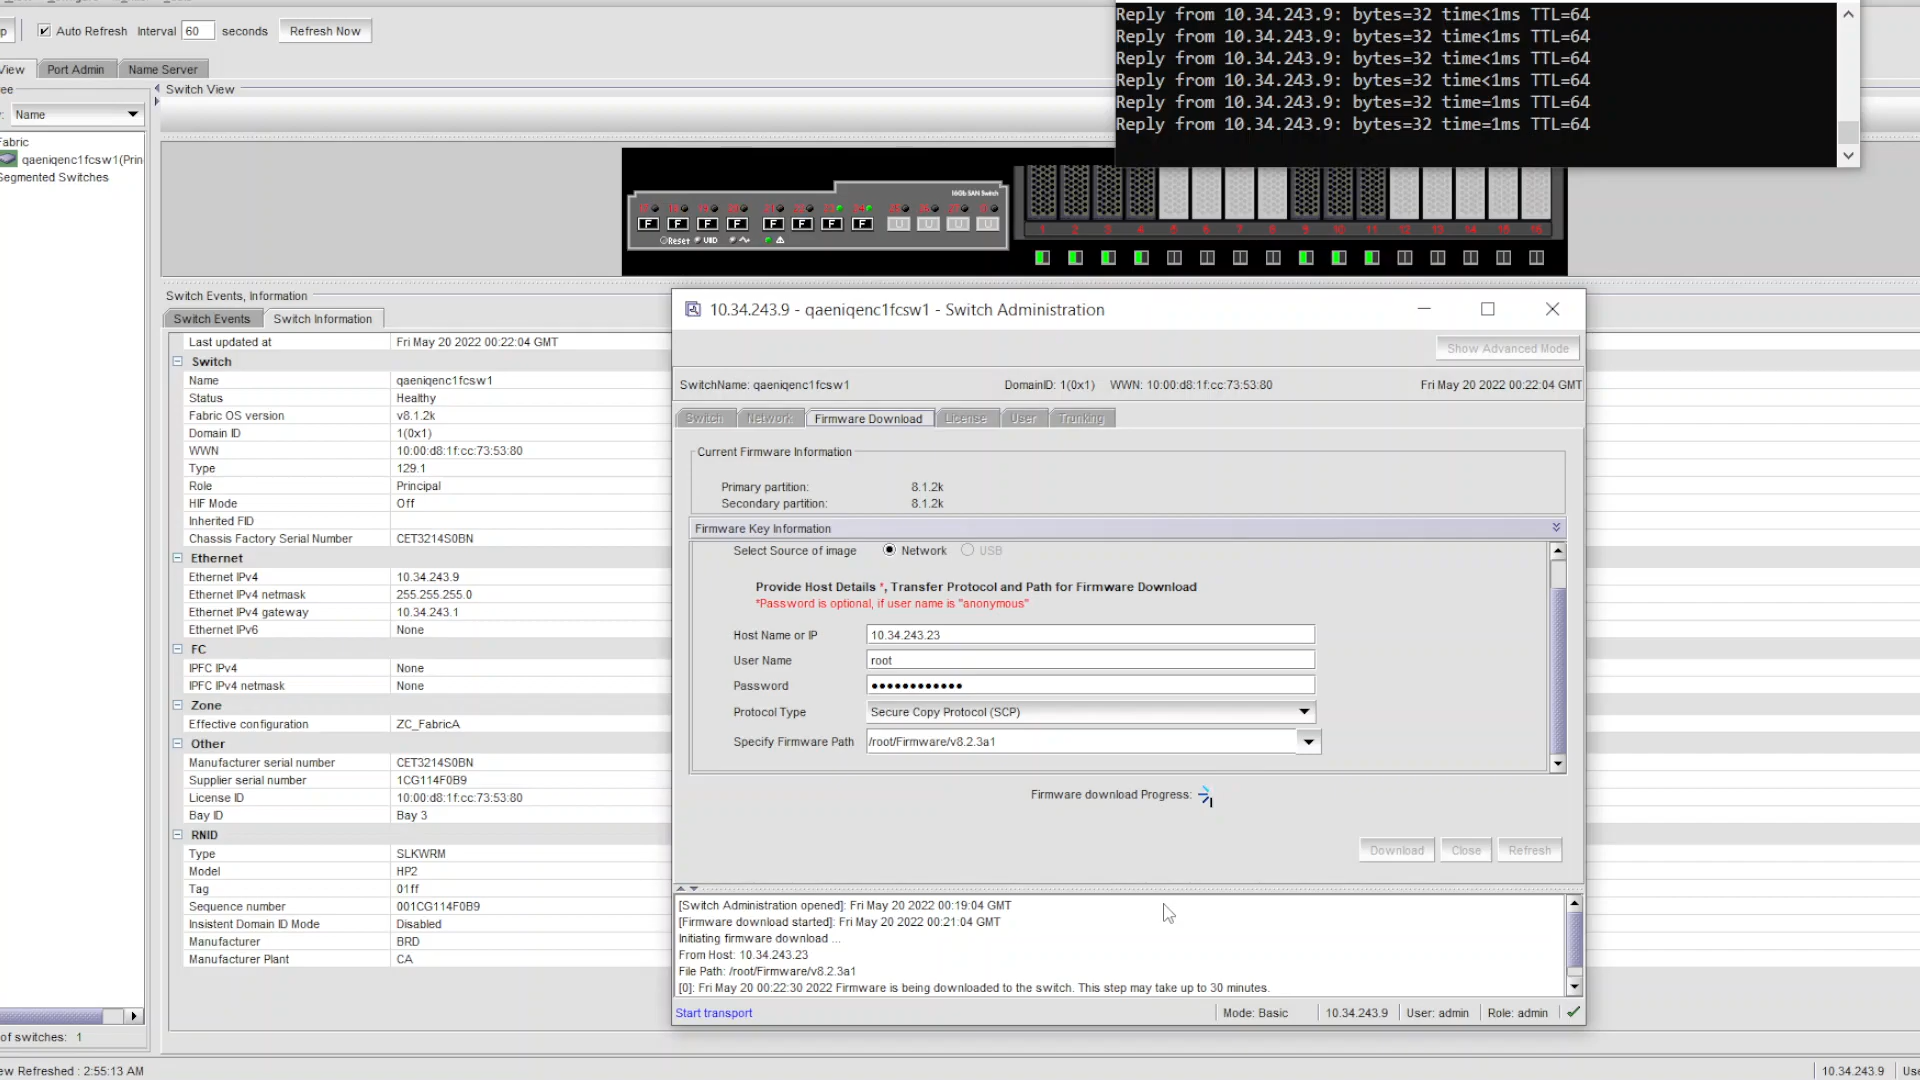 Reply from 10.34.243.9: bytes=32 time<1ms TTL=64
Reply from 10.34.243.9: bytes=32 time<1ms TTL=64
Reply from 10.34.243.9: bytes=32 time<1ms TTL=64
Reply from 10.34.243.9: bytes=32 time<1ms TTL=64
Reply from 10.34.243.9: bytes=32 time=1ms TTL=64
Reply from 10.34.243.9: bytes=32 time=1ms TTL=64
Auto Refresh Interval 60 seconds Refresh Now
View Port Admin Name Server
Switch View
Name
Fabric
qaeniqenc1fcsw1(Prin
Segmented Switches
16Gb SAN Switch
F F F F F F F F U U U U
Reset UID
1 2 3 4 5 6 7 8 9 10 11 12 13 14 15 16
Switch Events, Information
Switch Events Switch Information
Last updated at Fri May 20 2022 00:22:04 GMT
Switch
Name qaeniqenc1fcsw1
Status Healthy
Fabric OS version v8.1.2k
Domain ID 1(0x1)
WWN 10:00:d8:1f:cc:73:53:80
Type 129.1
Role Principal
HIF Mode Off
Inherited FID
Chassis Factory Serial Number CET3214S0BN
Ethernet
Ethernet IPv4 10.34.243.9
Ethernet IPv4 netmask 255.255.255.0
Ethernet IPv4 gateway 10.34.243.1
Ethernet IPv6 None
FC
IPFC IPv4 None
IPFC IPv4 netmask None
Zone
Effective configuration ZC_FabricA
Other
Manufacturer serial number CET3214S0BN
Supplier serial number 1CG114F0B9
License ID 10:00:d8:1f:cc:73:53:80
Bay ID Bay 3
RNID
Type SLKWRM
Model HP2
Tag 01ff
Sequence number 001CG114F0B9
Insistent Domain ID Mode Disabled
Manufacturer BRD
Manufacturer Plant CA
10.34.243.9 - qaeniqenc1fcsw1 - Switch Administration
Show Advanced Mode
SwitchName: qaeniqenc1fcsw1 DomainID: 1(0x1) WWN: 10:00:d8:1f:cc:73:53:80 Fri May 20 2022 00:22:04 GMT
Switch Network Firmware Download License User Trunking
Current Firmware Information
Primary partition: 8.1.2k
Secondary partition: 8.1.2k
Firmware Key Information
Select Source of image Network USB
Provide Host Details *, Transfer Protocol and Path for Firmware Download
*Password is optional, if user name is "anonymous"
Host Name or IP 10.34.243.23
User Name root
Password ●●●●●●●●●●●●
Protocol Type Secure Copy Protocol (SCP)
Specify Firmware Path /root/Firmware/v8.2.3a1
Firmware download Progress:
Download Close Refresh
[Switch Administration opened]: Fri May 20 2022 00:19:04 GMT
[Firmware download started]: Fri May 20 2022 00:21:04 GMT
Initiating firmware download ...
From Host: 10.34.243.23
File Path: /root/Firmware/v8.2.3a1
[0]: Fri May 20 00:22:30 2022 Firmware is being downloaded to the switch. This step may take up to 30 minutes.
Start transport Mode: Basic 10.34.243.9 User: admin Role: admin
of switches: 1
ew Refreshed : 2:55:13 AM 10.34.243.9